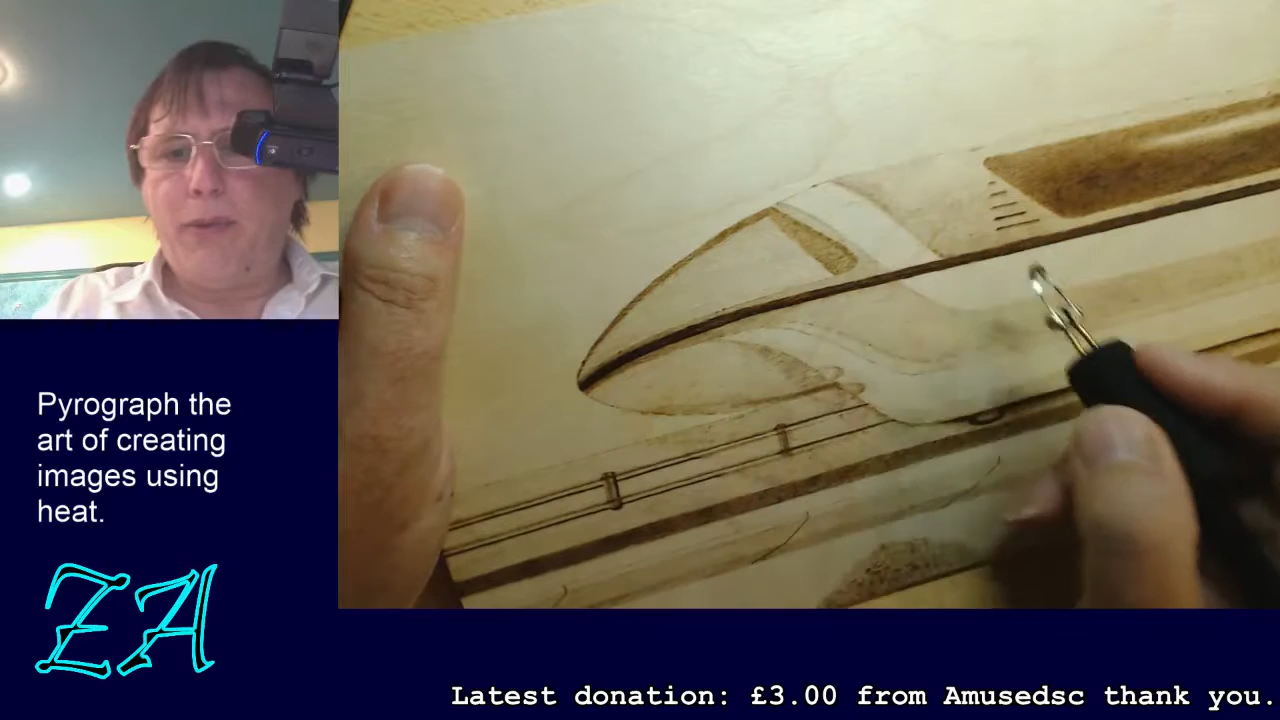 Pyrograph the
art of creating
images using
heat.
ZA
Latest donation: £3.00 from Amusedsc thank you.